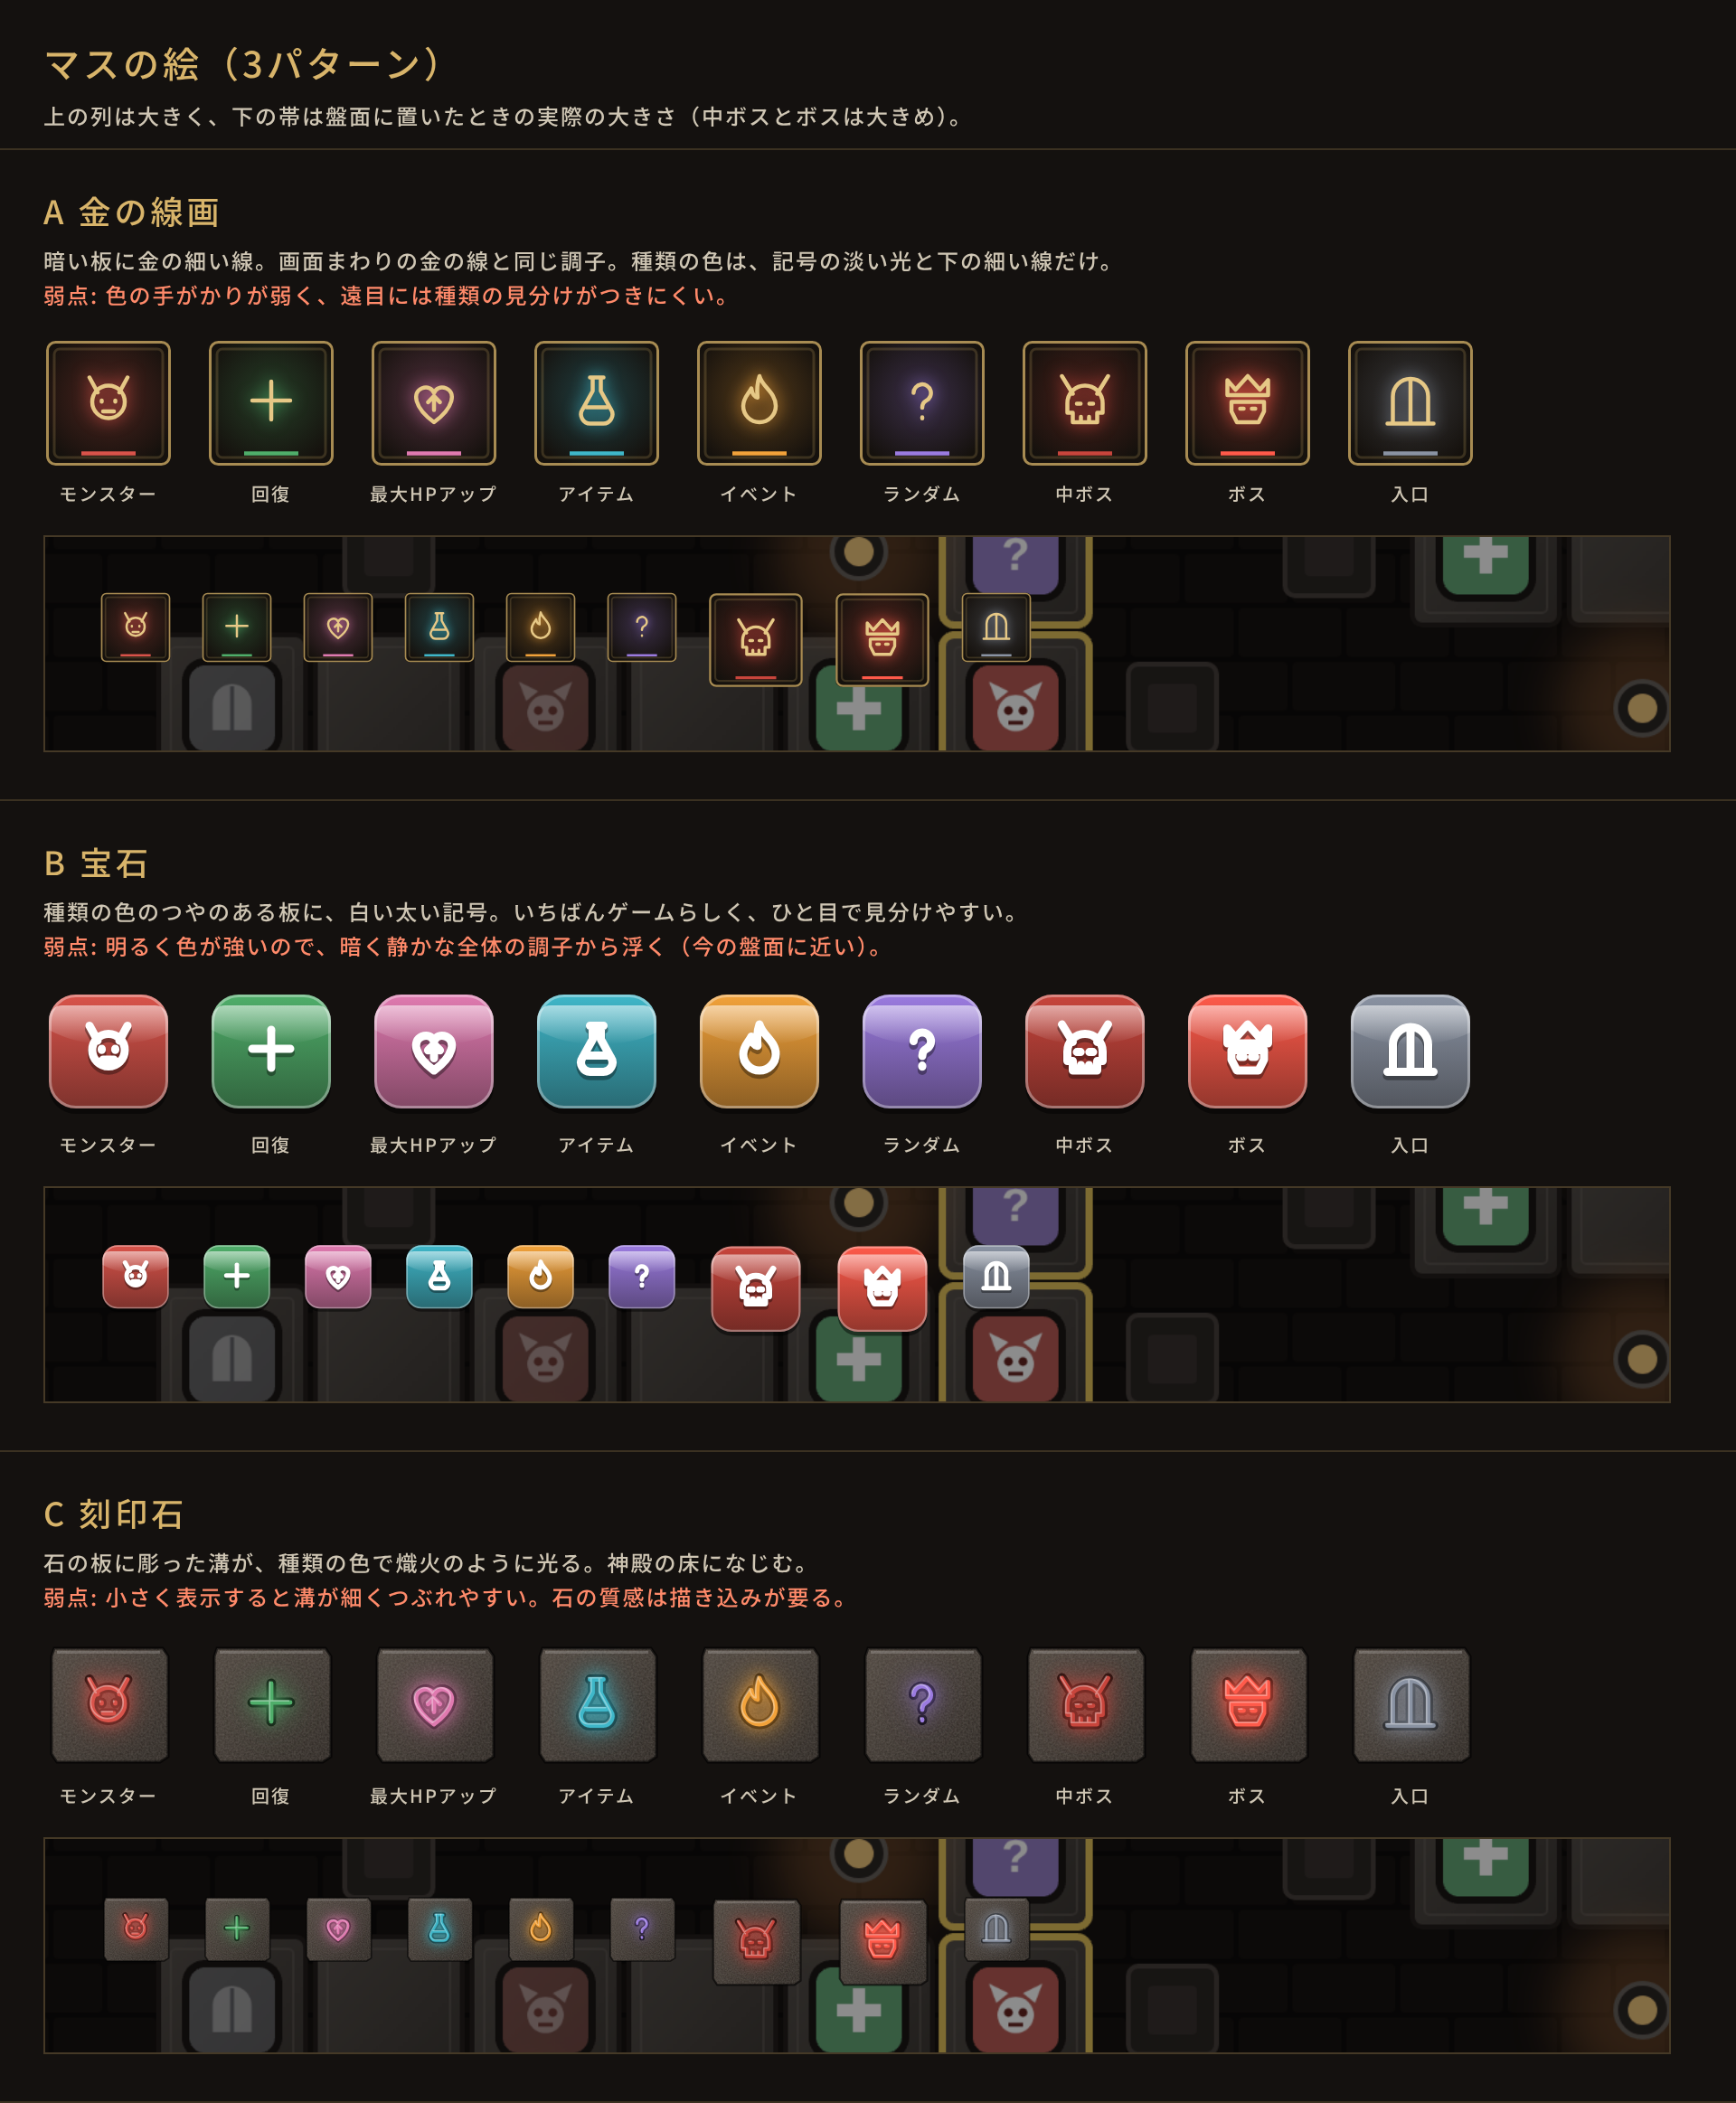 マスの絵（3パターン）
上の列は大きく、下の帯は盤面に置いたときの実際の大きさ（中ボスとボスは大きめ）。
A 金の線画
暗い板に金の細い線。画面まわりの金の線と同じ調子。種類の色は、記号の淡い光と下の細い線だけ。
弱点: 色の手がかりが弱く、遠目には種類の見分けがつきにくい。
?
モンスター 回復 最大HPアップ アイテム イベント ランダム 中ボス ボス 入口
?
?
B 宝石
種類の色のつやのある板に、白い太い記号。いちばんゲームらしく、ひと目で見分けやすい。
弱点: 明るく色が強いので、暗く静かな全体の調子から浮く（今の盤面に近い）。
?
モンスター 回復 最大HPアップ アイテム イベント ランダム 中ボス ボス 入口
?
?
C 刻印石
石の板に彫った溝が、種類の色で熾火のように光る。神殿の床になじむ。
弱点: 小さく表示すると溝が細くつぶれやすい。石の質感は描き込みが要る。
?
モンスター 回復 最大HPアップ アイテム イベント ランダム 中ボス ボス 入口
?
?